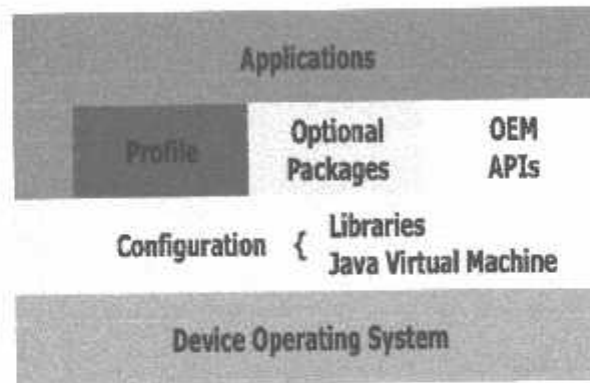 Applications
Profile
Optional Packages
OEM APIs
Configuration {
Libraries
Java Virtual Machine
Device Operating System